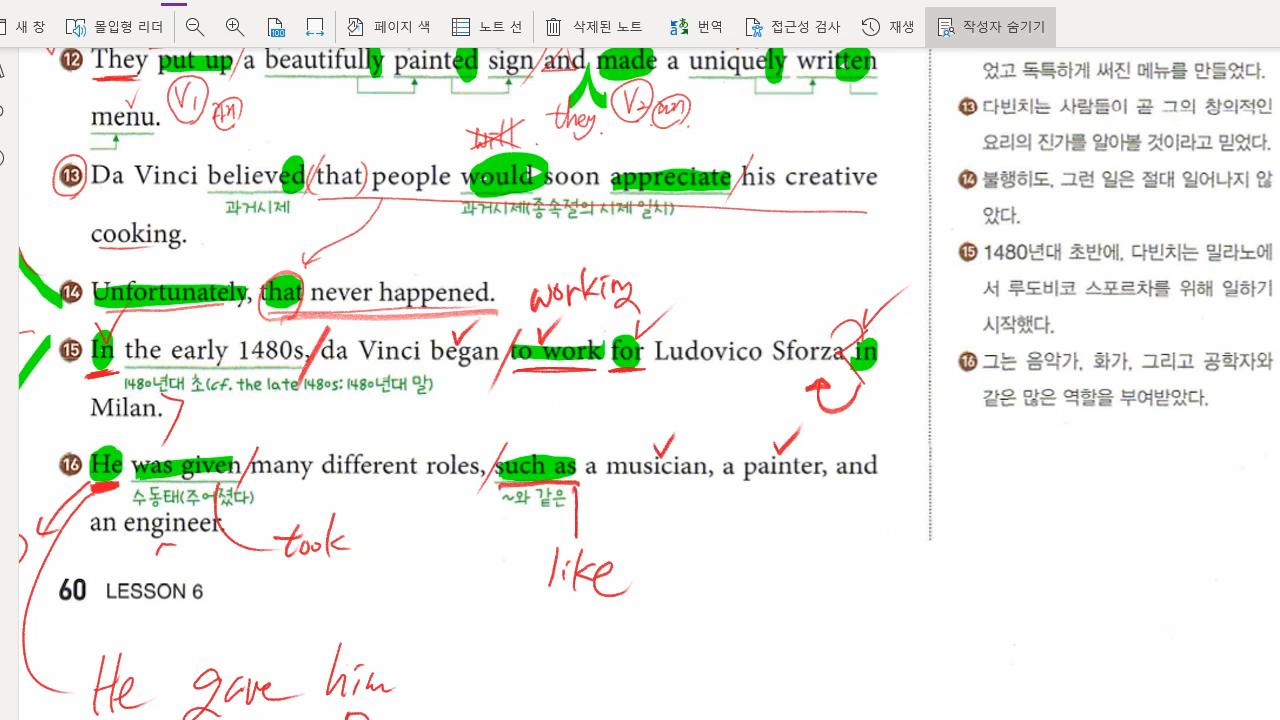 새 창 몰입형 리더 페이지 색 노트 선 삭제된 노트 번역 접근성 검사 재생 작성자 숨기기
⑫ They put up a beautifully painted sign and made a uniquely written
V1 they V2
menu.
will
⑬ Da Vinci believed (that) people would soon appreciate his creative
과거시제 과거시제(종속절의 시제 일치)
cooking.
⑭ Unfortunately, that never happened.
working
⑮ In the early 1480s, da Vinci began to work for Ludovico Sforza in
1480년대 초(cf. the late 1480s: 1480년대 말)
Milan.
⑯ He was given many different roles, such as a musician, a painter, and
수동태(주어졌다) ~와 같은
an engineer.
took
like
60 LESSON 6
He gave him
었고 독특하게 써진 메뉴를 만들었다.
⑬ 다빈치는 사람들이 곧 그의 창의적인
요리의 진가를 알아볼 것이라고 믿었다.
⑭ 불행히도, 그런 일은 절대 일어나지 않
았다.
⑮ 1480년대 초반에, 다빈치는 밀라노에
서 루도비코 스포르차를 위해 일하기
시작했다.
⑯ 그는 음악가, 화가, 그리고 공학자와
같은 많은 역할을 부여받았다.